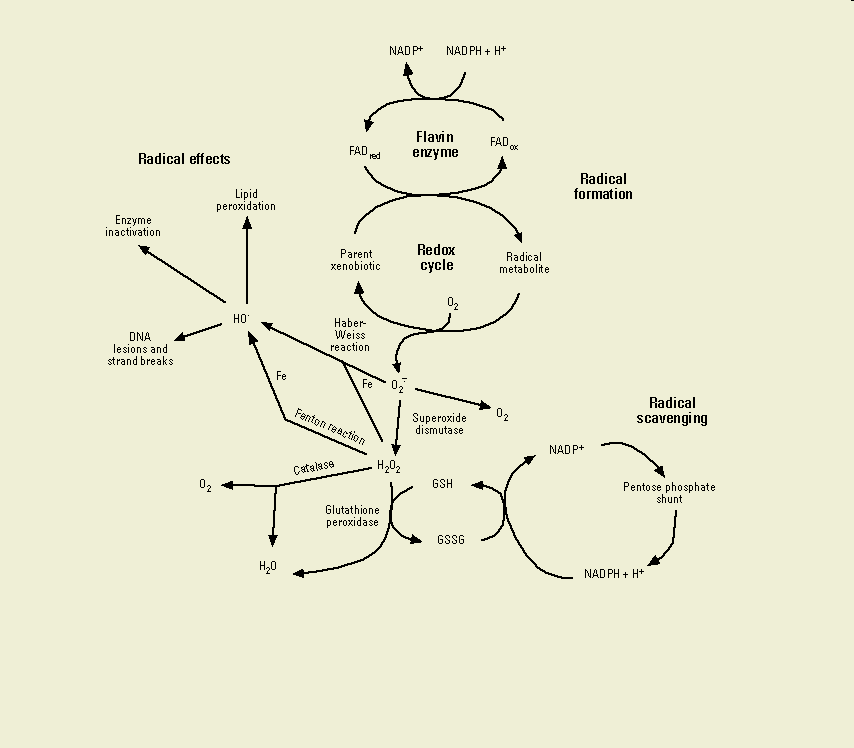 NADP⁺
NADPH + H⁺
Flavin
enzyme
FADred
FADox
Radical effects
Radical
formation
Lipid
peroxidation
Enzyme
inactivation
Parent
xenobiotic
Redox
cycle
Radical
metabolite
O₂
HO·
Haber-
Weiss
reaction
DNA
lesions and
strand breaks
Fe
Fe
O₂⁻
O₂
Superoxide
dismutase
Radical
scavenging
Fenton reaction
NADP⁺
Catalase
H₂O₂
O₂
GSH
Pentose phosphate
shunt
Glutathione
peroxidase
GSSG
H₂O
NADPH + H⁺